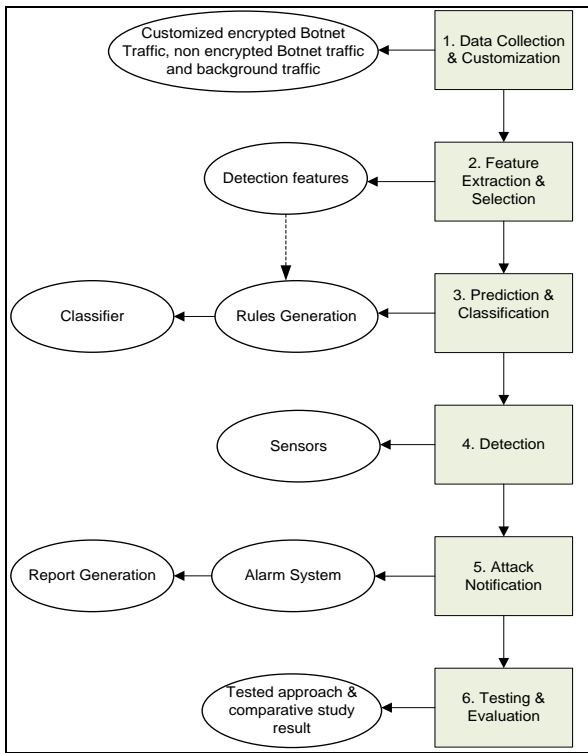 Customized encrypted Botnet
Traffic, non encrypted Botnet traffic
and background traffic
1. Data Collection
& Customization
Detection features
2. Feature
Extraction &
Selection
Classifier
Rules Generation
3. Prediction &
Classification
Sensors
4. Detection
Report Generation
Alarm System
5. Attack
Notification
Tested approach &
comparative study
result
6. Testing &
Evaluation